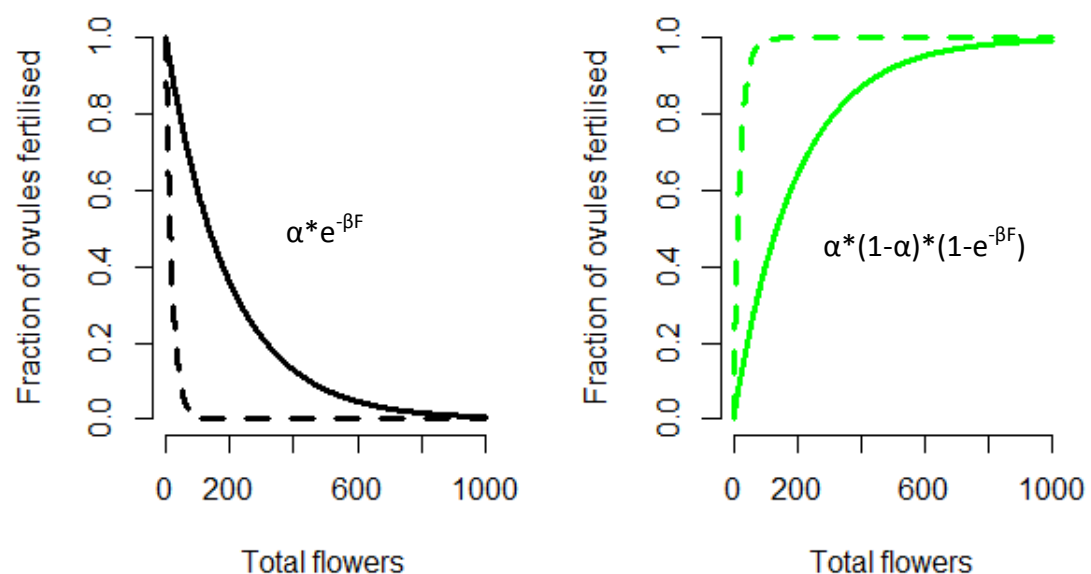 Fraction of ovules fertilised
1.0
0.8
0.6
0.4
0.2
0.0
α*e^-βF
0 200 600 1000
Total flowers
Fraction of ovules fertilised
1.0
0.8
0.6
0.4
0.2
0.0
α*(1-α)*(1-e^-βF)
0 200 600 1000
Total flowers